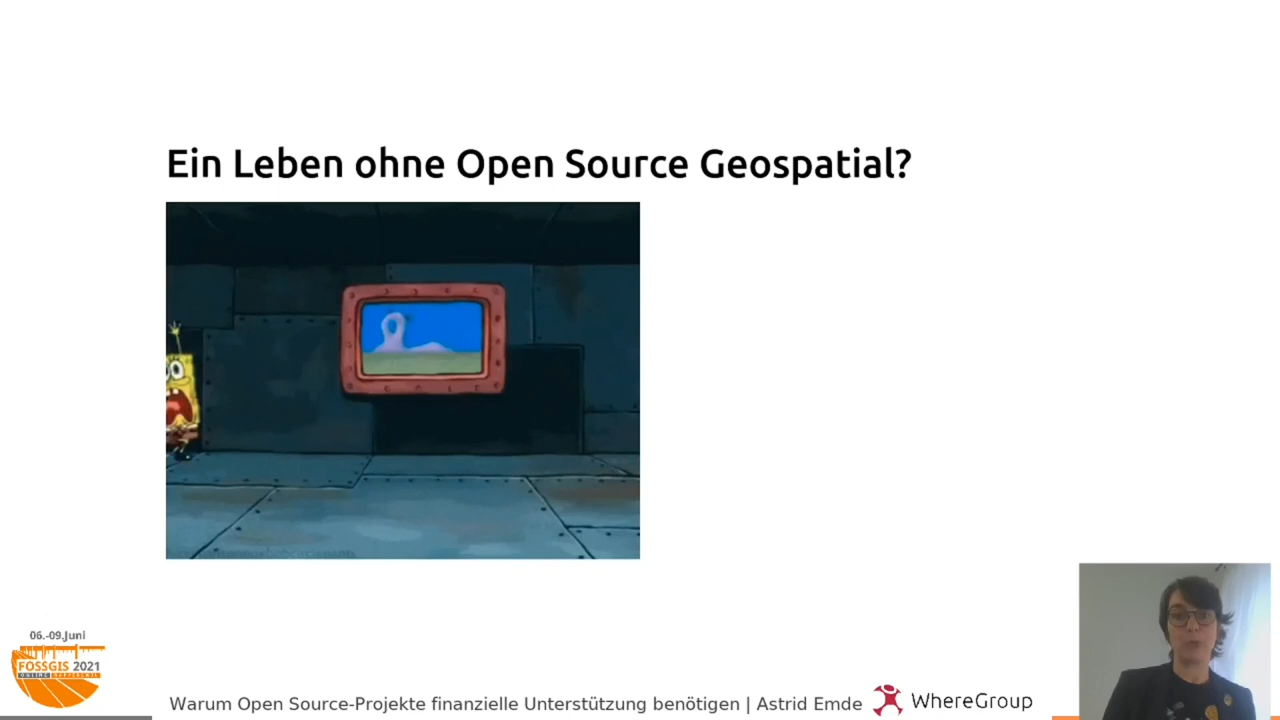 Ein Leben ohne Open Source Geospatial?
06.-09.Juni
FOSSGIS 2021
ONLINE
Warum Open Source-Projekte finanzielle Unterstützung benötigen | Astrid Emde
WhereGroup